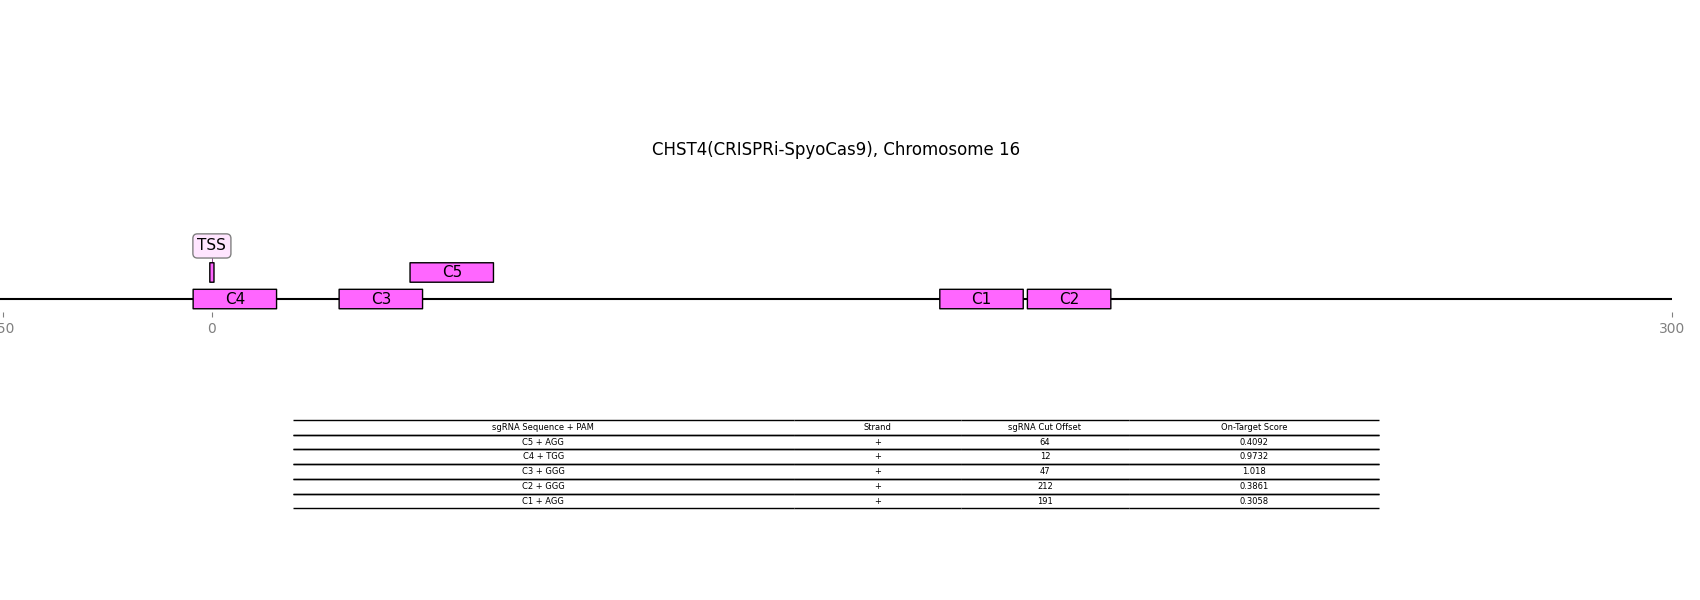 CHST4(CRISPRi-SpyoCas9), Chromosome 16
TSS
C5
C4 C3 C1 C2
50 0 300
sgRNA Sequence + PAM Strand sgRNA Cut Offset On-Target Score
C5 + AGG + 64 0.4092
C4 + TGG + 12 0.9732
C3 + GGG + 47 1.018
C2 + GGG + 212 0.3861
C1 + AGG + 191 0.3058